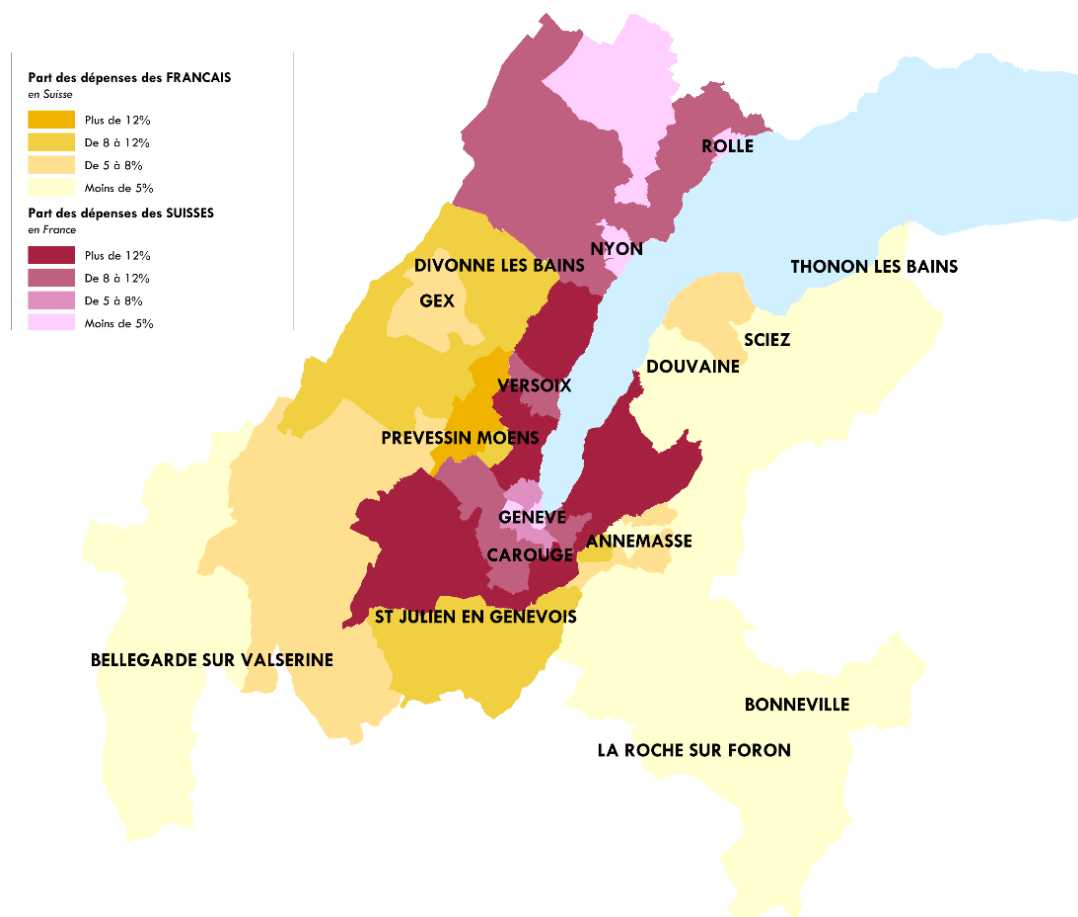 Part des dépenses des FRANCAIS
en Suisse
Plus de 12%
De 8 à 12%
De 5 à 8%
Moins de 5%
Part des dépenses des SUISSES
en France
Plus de 12%
De 8 à 12%
De 5 à 8%
Moins de 5%
ROLLE
NYON
DIVONNE LES BAINS
THONON LES BAINS
GEX
SCIEZ
DOUVAINE
VERSOIX
PREVESSIN MOENS
GENEVE
ANNEMASSE
CAROUGE
ST JULIEN EN GENEVOIS
BELLEGARDE SUR VALSERINE
BONNEVILLE
LA ROCHE SUR FORON